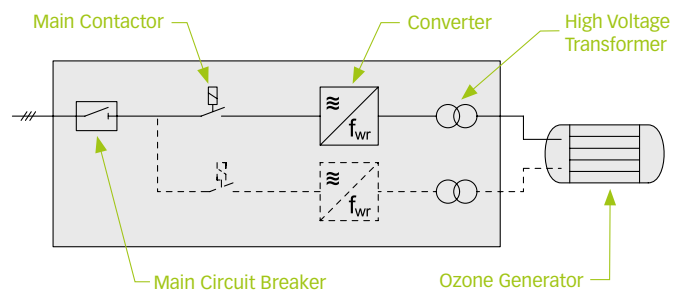 Main Contactor
Converter
High Voltage
Transformer
≋
fwr
≋
fwr
Main Circuit Breaker
Ozone Generator